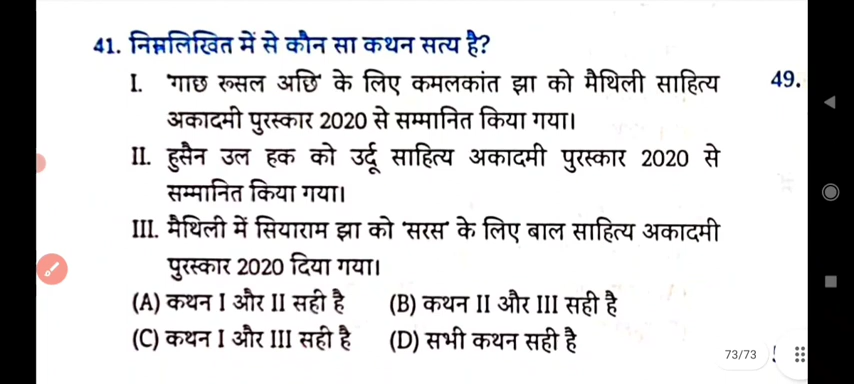 41. निम्नलिखित में से कौन सा कथन सत्य है?
I. 'गाछ रूसल अछि' के लिए कमलकांत झा को मैथिली साहित्य
अकादमी पुरस्कार 2020 से सम्मानित किया गया।
II. हुसैन उल हक को उर्दू साहित्य अकादमी पुरस्कार 2020 से
सम्मानित किया गया।
III. मैथिली में सियाराम झा को 'सरस' के लिए बाल साहित्य अकादमी
पुरस्कार 2020 दिया गया।
(A) कथन I और II सही है (B) कथन II और III सही है
(C) कथन I और III सही है (D) सभी कथन सही है
49.
73/73